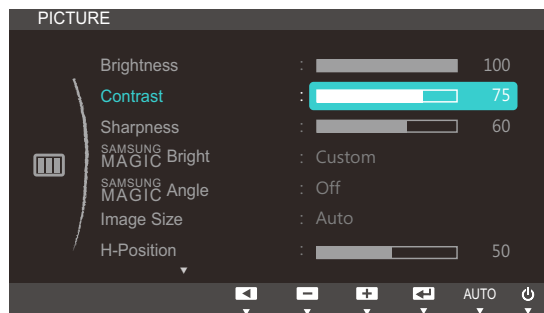 PICTURE
Brightness : 100
Contrast : 75
Sharpness : 60
SAMSUNG MAGIC Bright : Custom
SAMSUNG MAGIC Angle : Off
Image Size : Auto
H-Position : 50
AUTO